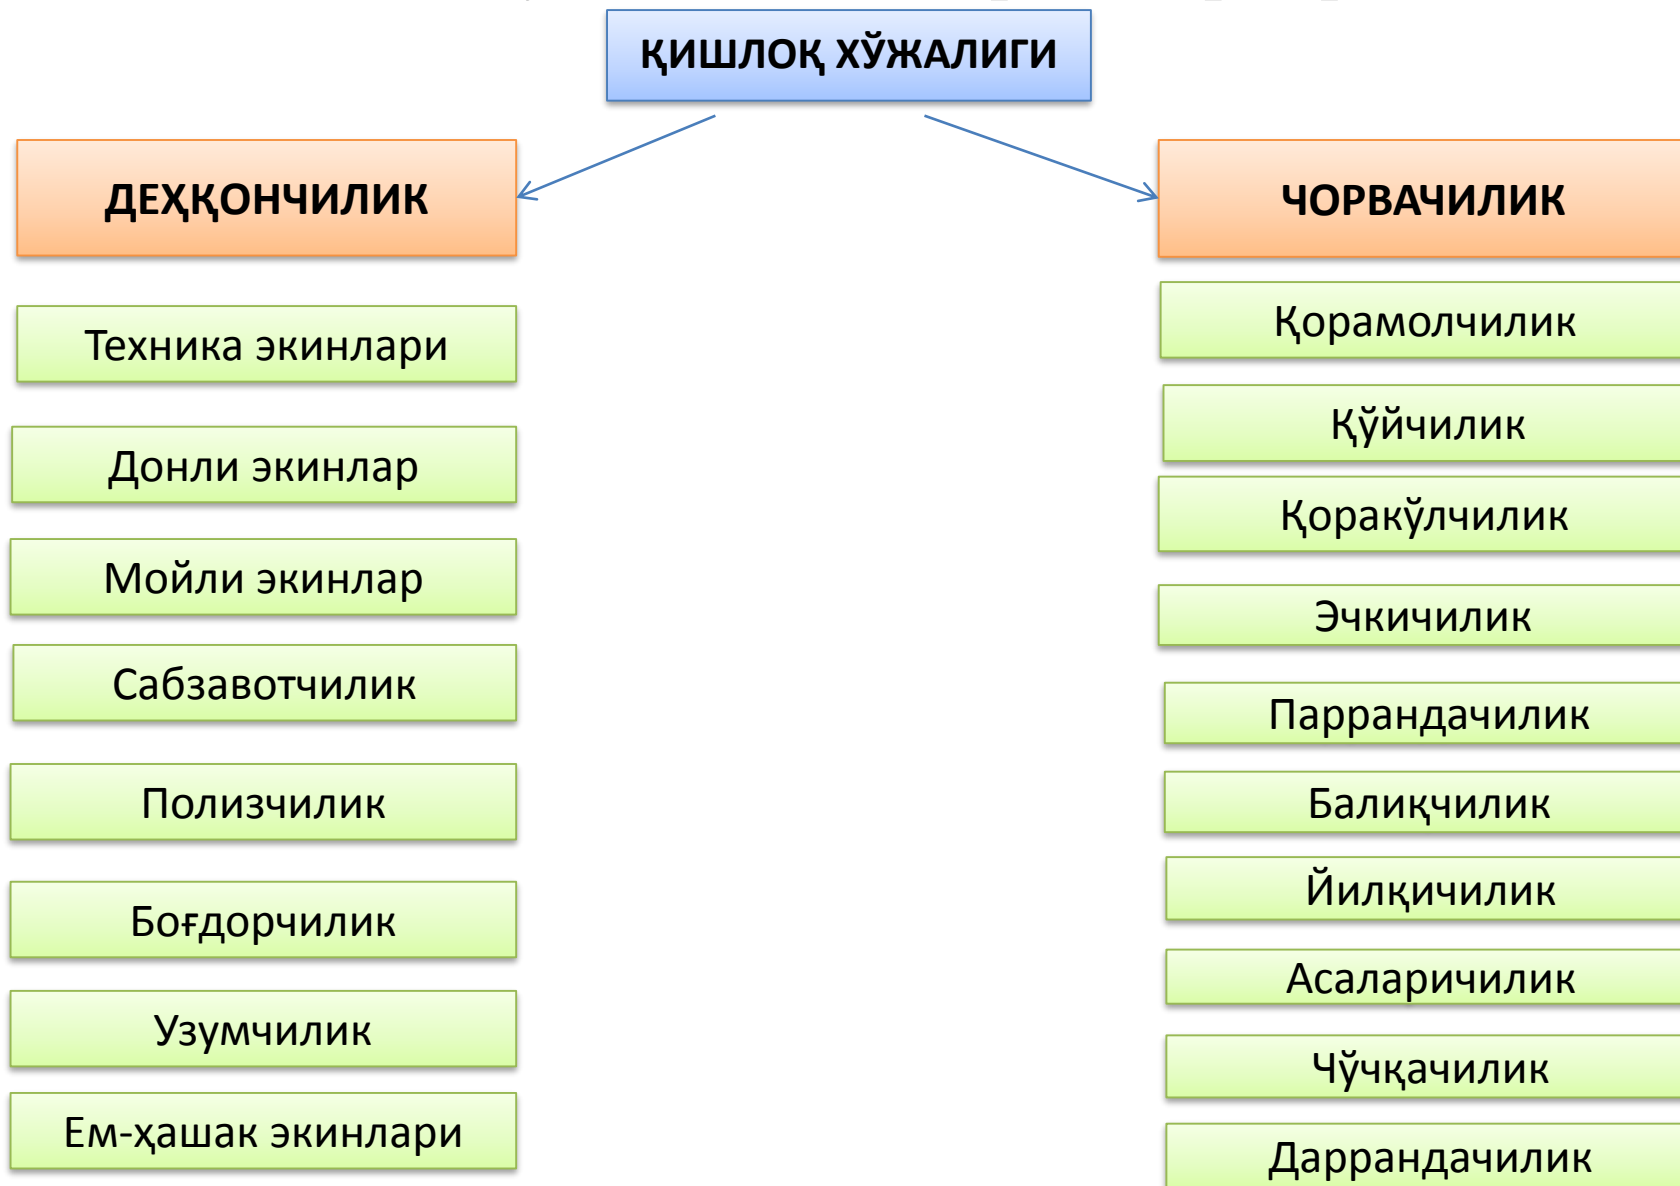 ҚИШЛОҚ ХЎЖАЛИГИ
ДЕҲҚОНЧИЛИК
Техника экинлари
Донли экинлар
Мойли экинлар
Сабзавотчилик
Полизчилик
Боғдорчилик
Узумчилик
Ем-ҳашак экинлари
ЧОРВАЧИЛИК
Қорамолчилик
Қўйчилик
Қоракўлчилик
Эчкичилик
Паррандачилик
Балиқчилик
Йилқичилик
Асаларичилик
Чўчқачилик
Даррандачилик